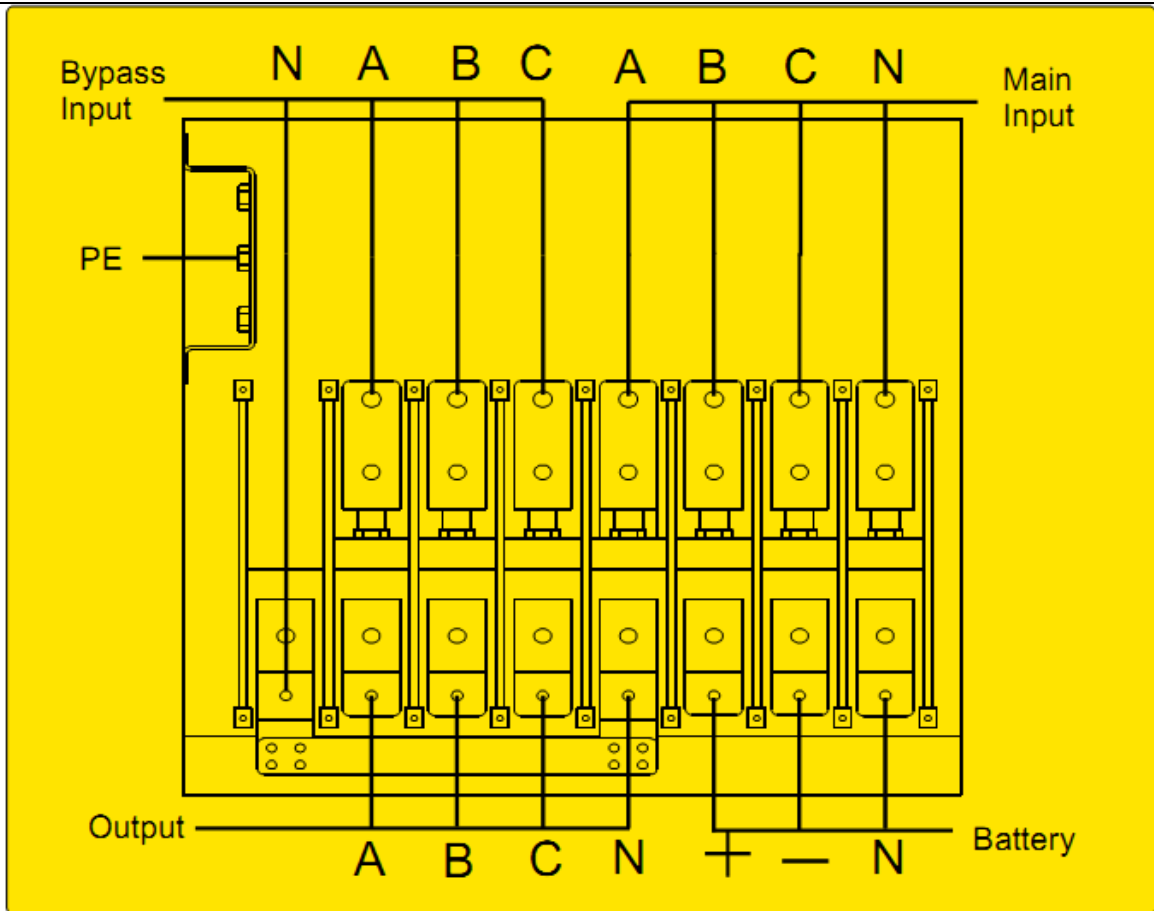 Bypass
Input
N A B C
A B C N
Main
Input
PE
Output
A B C N
+ — N
Battery